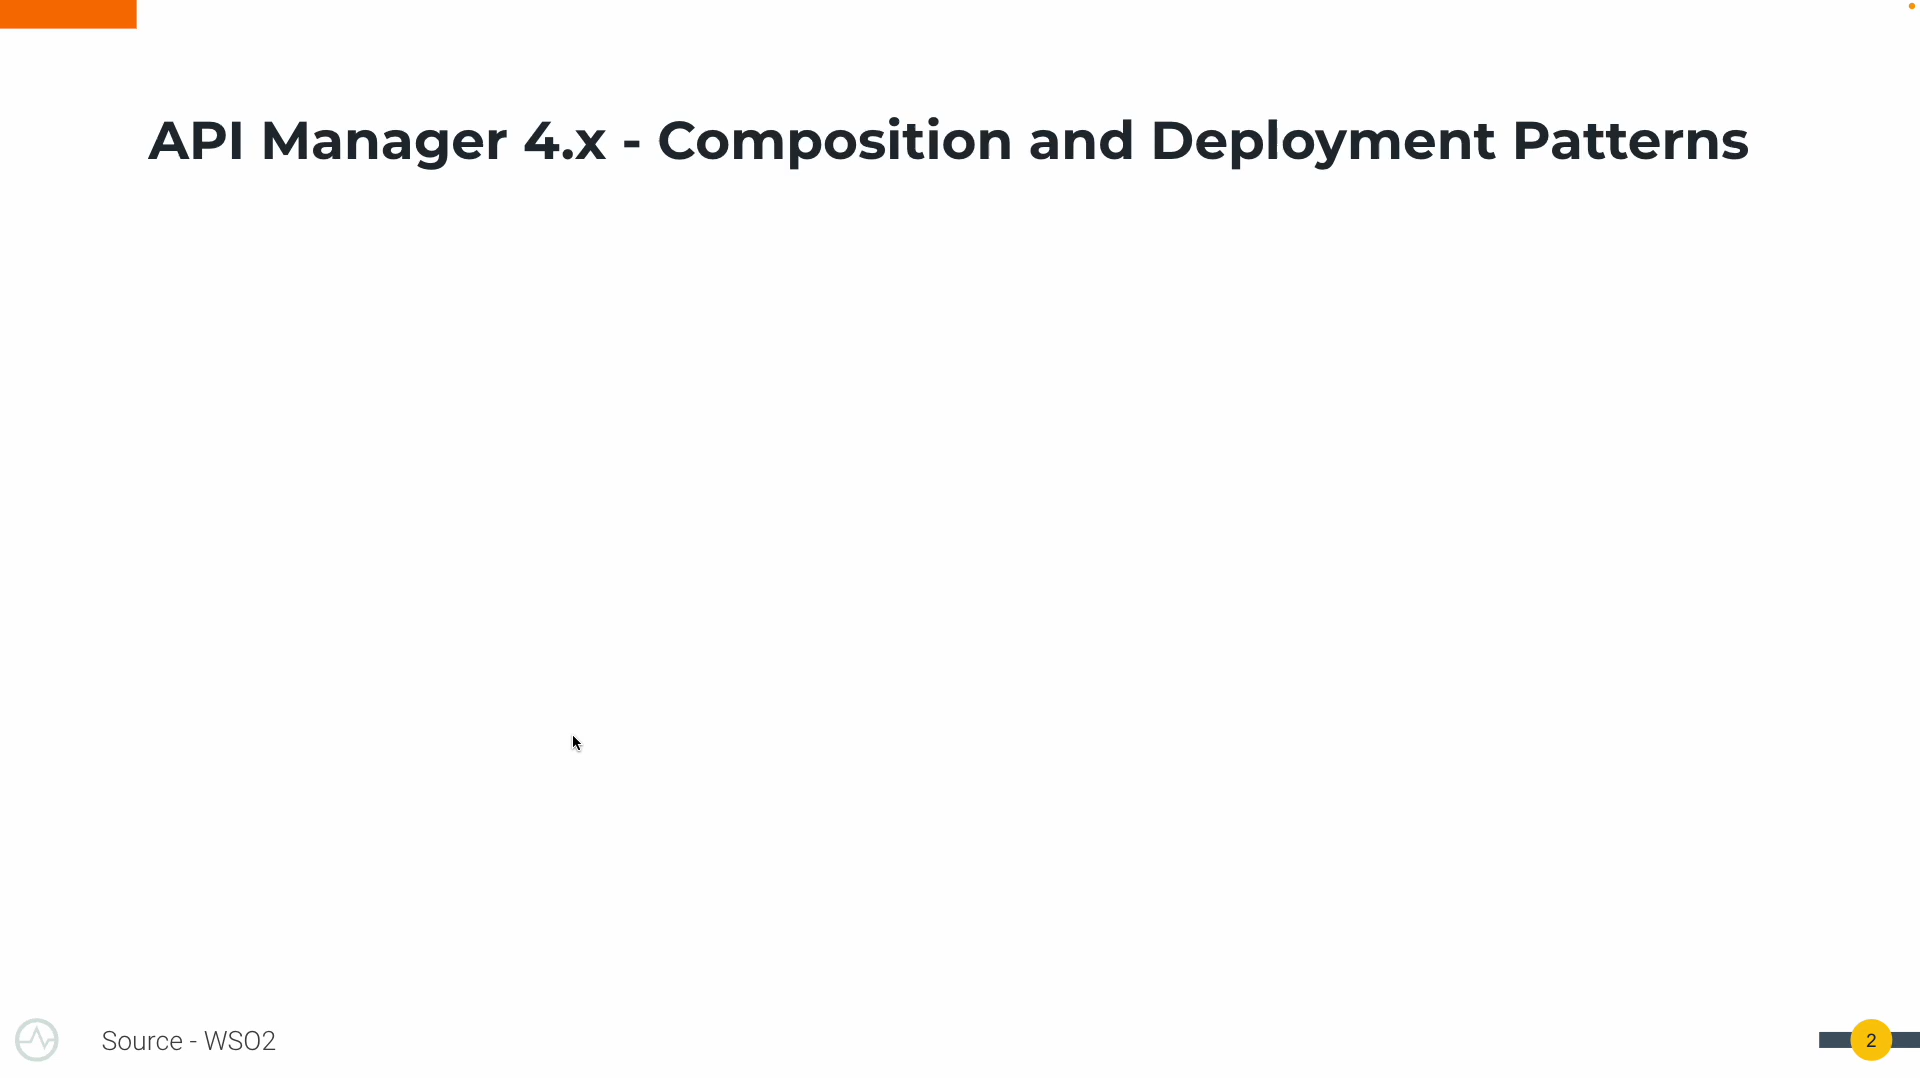 API Manager 4.x - Composition and Deployment Patterns
Source - WSO2
2